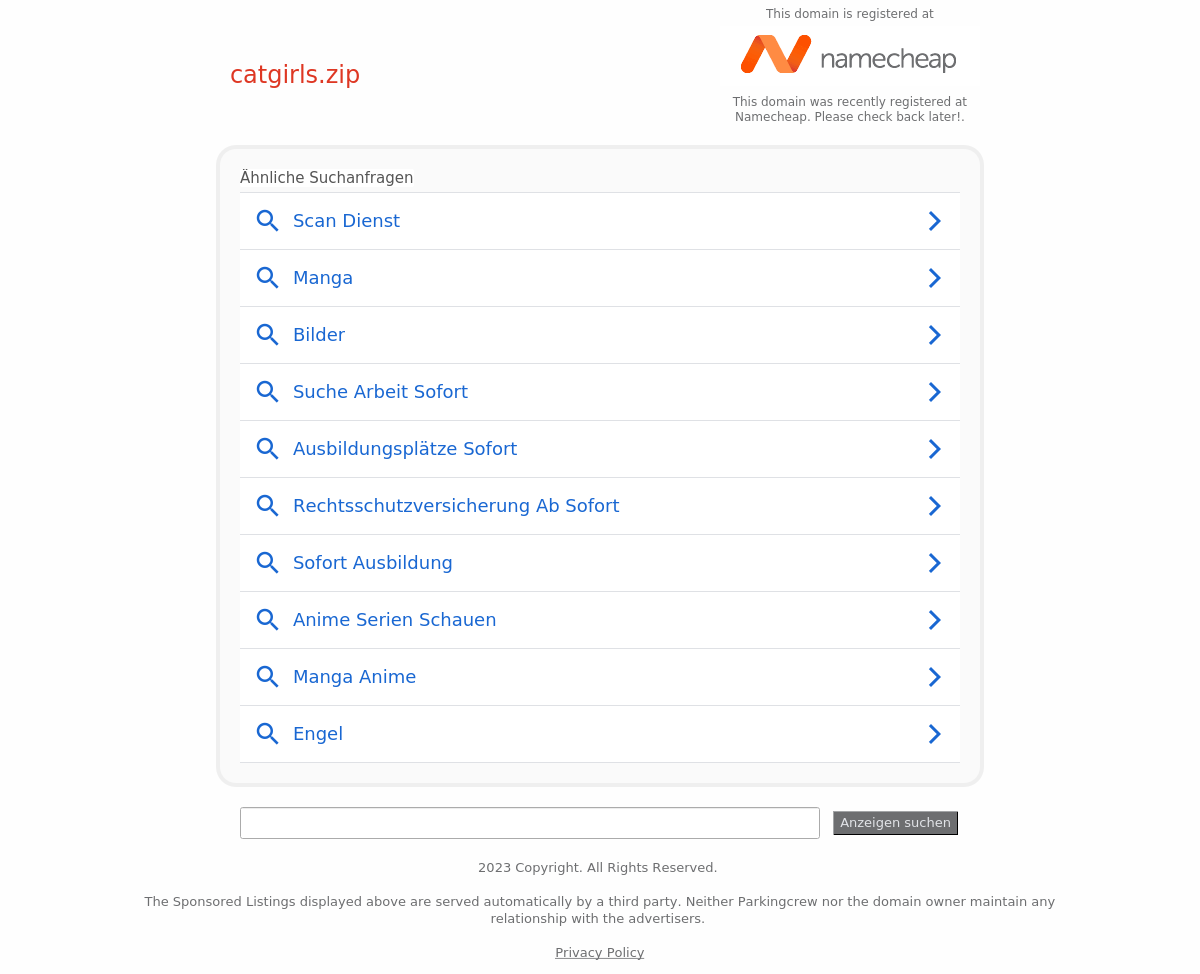 This domain is registered at
namecheap
catgirls.zip
This domain was recently registered at
Namecheap. Please check back later!.
Ähnliche Suchanfragen
Scan Dienst
Manga
Bilder
Suche Arbeit Sofort
Ausbildungsplätze Sofort
Rechtsschutzversicherung Ab Sofort
Sofort Ausbildung
Anime Serien Schauen
Manga Anime
Engel
Anzeigen suchen
2023 Copyright. All Rights Reserved.
The Sponsored Listings displayed above are served automatically by a third party. Neither Parkingcrew nor the domain owner maintain any
relationship with the advertisers.
Privacy Policy